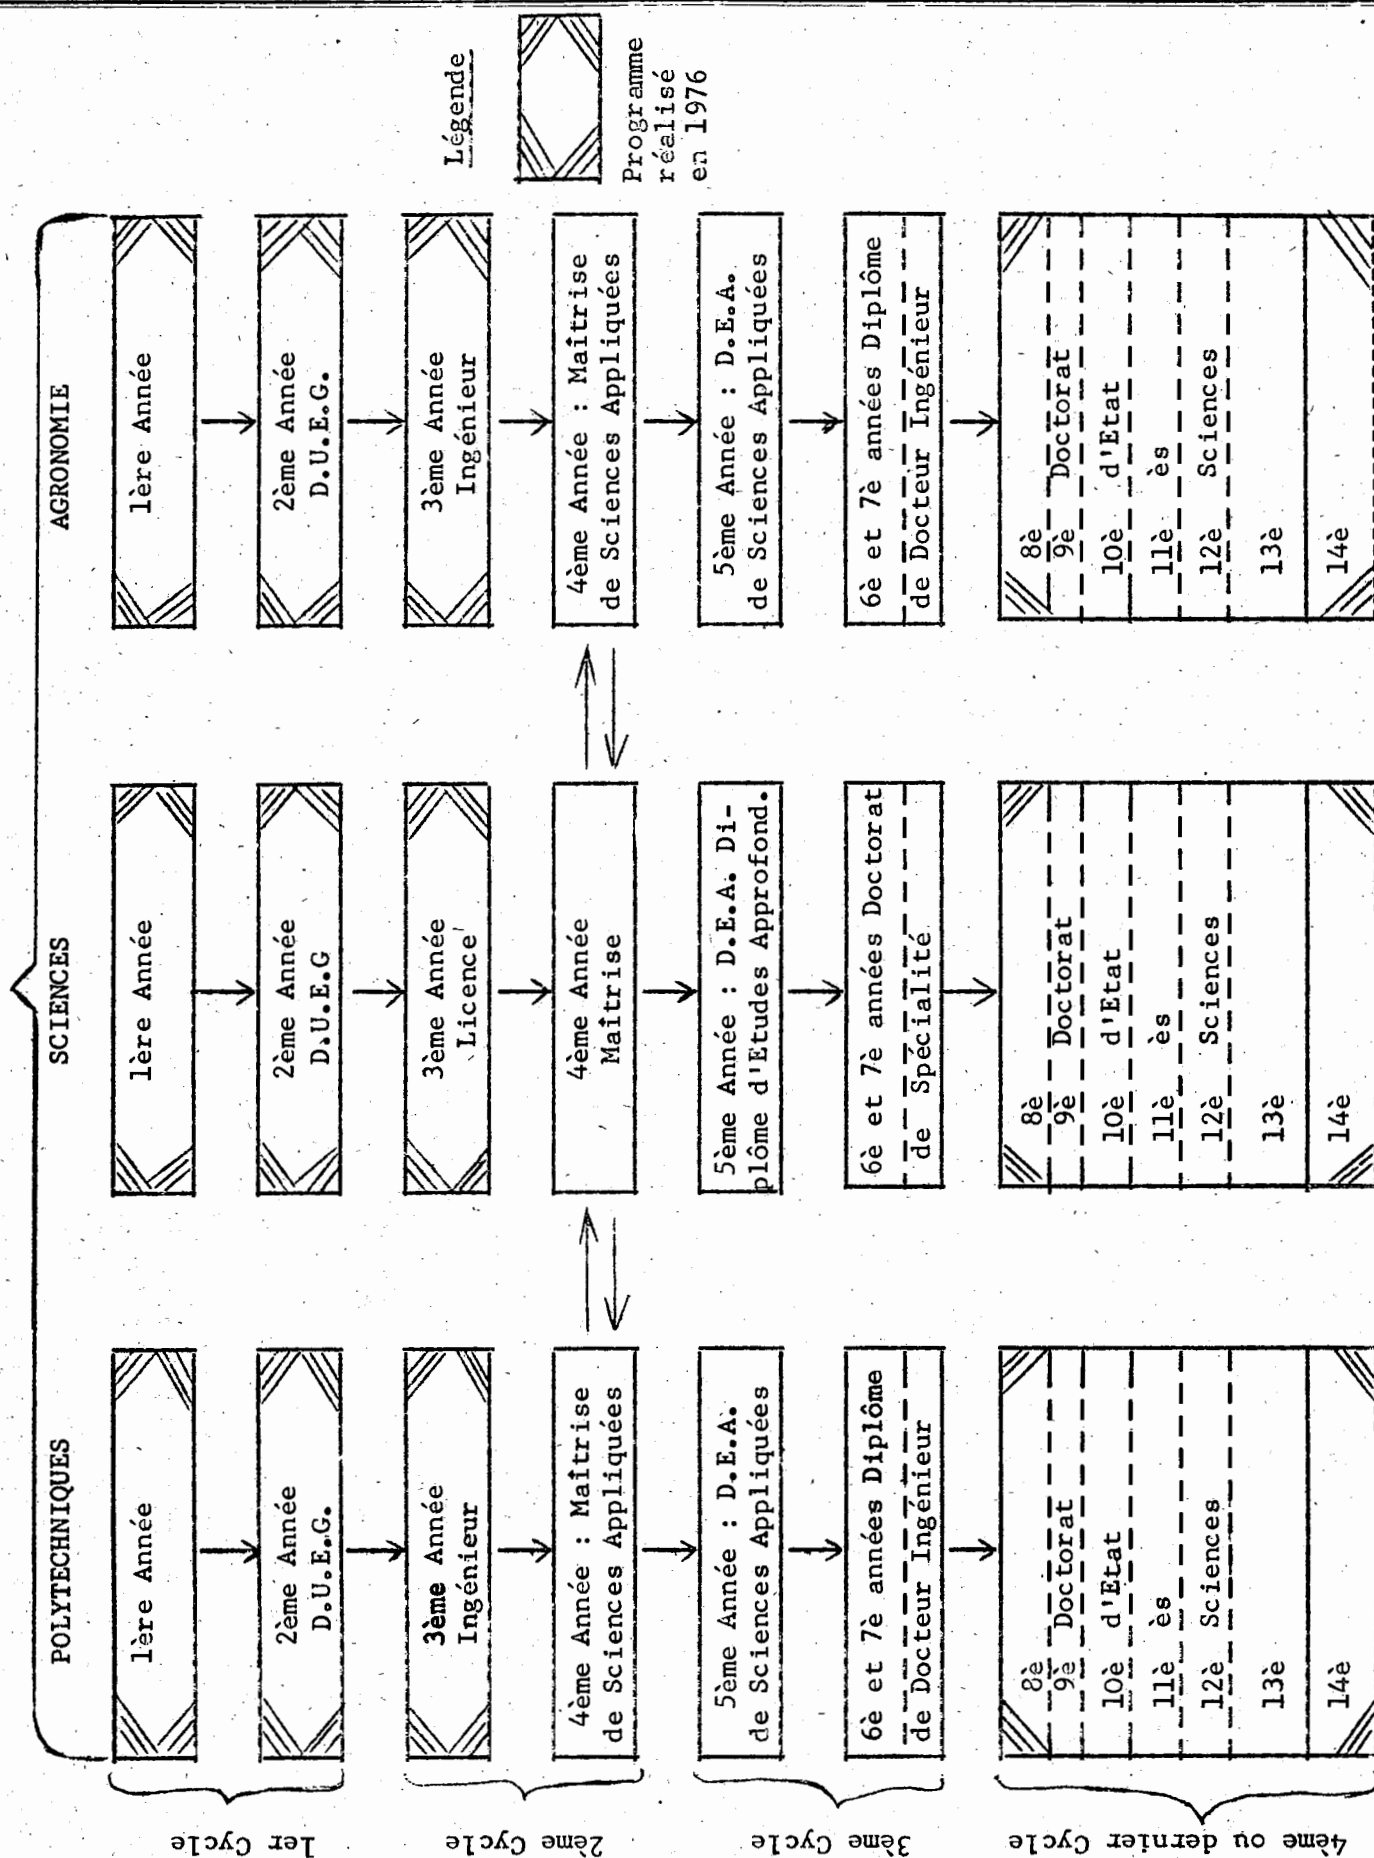 POLYTECHNIQUES
SCIENCES
AGRONOMIE
Légende
Programme
réalisé
en 1976
1er Cycle
1ère Année
1ère Année
1ère Année
2ème Année
D.U.E.G.
2ème Année
D.U.E.G
2ème Année
D.U.E.G.
2ème Cycle
3ème Année
Ingénieur
3ème Année
Licence
3ème Année
Ingénieur
4ème Année : Maîtrise
de Sciences Appliquées
4ème Année
Maîtrise
4ème Année : Maîtrise
de Sciences Appliquées
3ème Cycle
5ème Année : D.E.A.
de Sciences Appliquées
5ème Année : D.E.A. Di-
plôme d'Etudes Approfond.
5ème Année : D.E.A.
de Sciences Appliquées
6è et 7è années Diplôme
de Docteur Ingénieur
6è et 7è années Doctorat
de Spécialité
6è et 7è années Diplôme
de Docteur Ingénieur
4ème ou dernier Cycle
8è
9è Doctorat
10è d'Etat
11è ès
12è Sciences
13è
14è
8è
9è Doctorat
10è d'Etat
11è ès
12è Sciences
13è
14è
8è
9è Doctorat
10è d'Etat
11è ès
12è Sciences
13è
14è